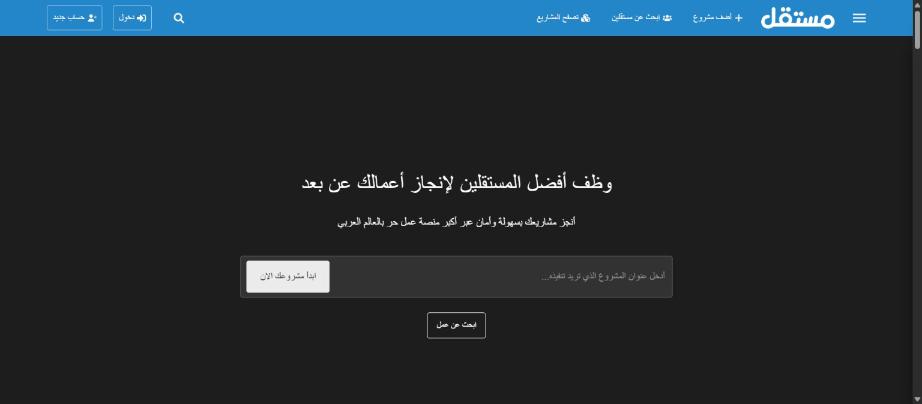 مستقل
أضف مشروع
ابحث عن مستقلين
تصفح المشاريع
دخول
حساب جديد
وظف أفضل المستقلين لإنجاز أعمالك عن بعد
أنجز مشاريعك بسهولة وأمان عبر أكبر منصة عمل حر بالعالم العربي
أدخل عنوان المشروع الذي تريد تنفيذه...
ابدأ مشروعك الآن
ابحث عن عمل